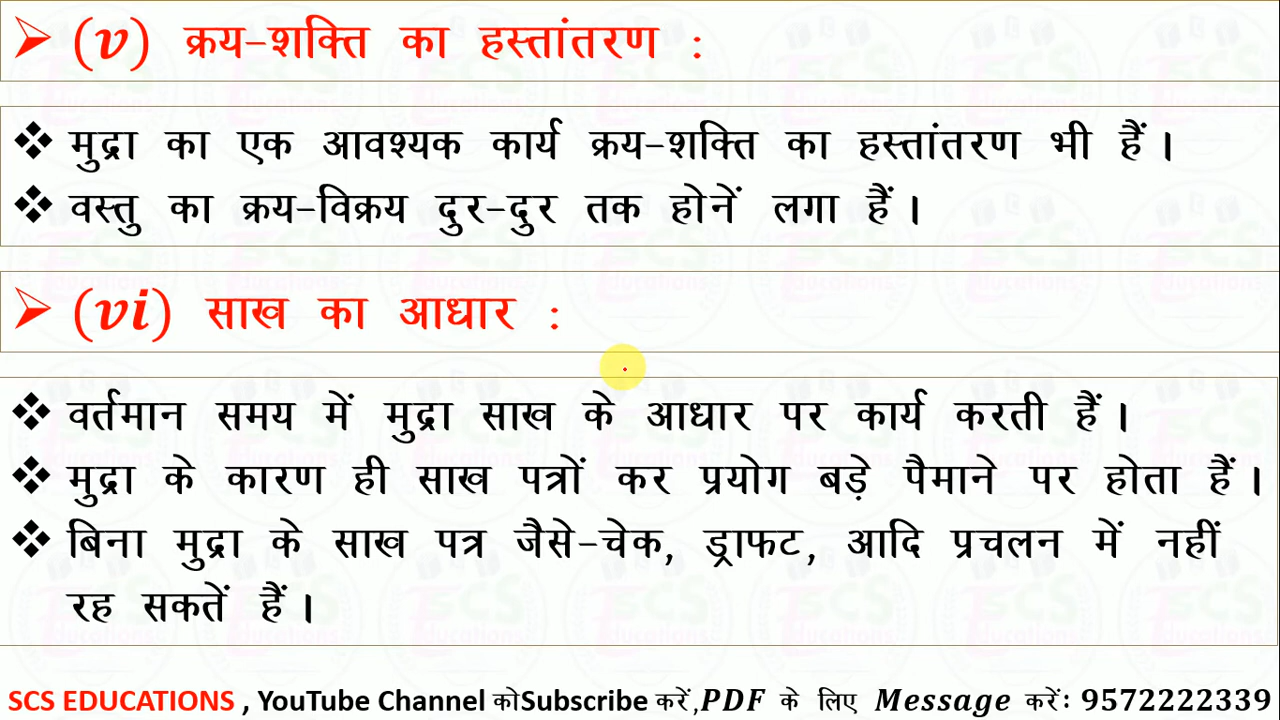 ➢ (v) क्रय-शक्ति का हस्तांतरण :
❖ मुद्रा का एक आवश्यक कार्य क्रय-शक्ति का हस्तांतरण भी हैं।
❖ वस्तु का क्रय-विक्रय दुर-दुर तक होनें लगा हैं।
➢ (vi) साख का आधार :
❖ वर्तमान समय में मुद्रा साख के आधार पर कार्य करती हैं।
❖ मुद्रा के कारण ही साख पत्रों कर प्रयोग बड़े पैमाने पर होता हैं।
❖ बिना मुद्रा के साख पत्र जैसे-चेक, ड्राफट, आदि प्रचलन में नहीं
रह सकतें हैं।
SCS EDUCATIONS , YouTube Channel कोSubscribe करें,PDF के लिए Message करें: 9572222339